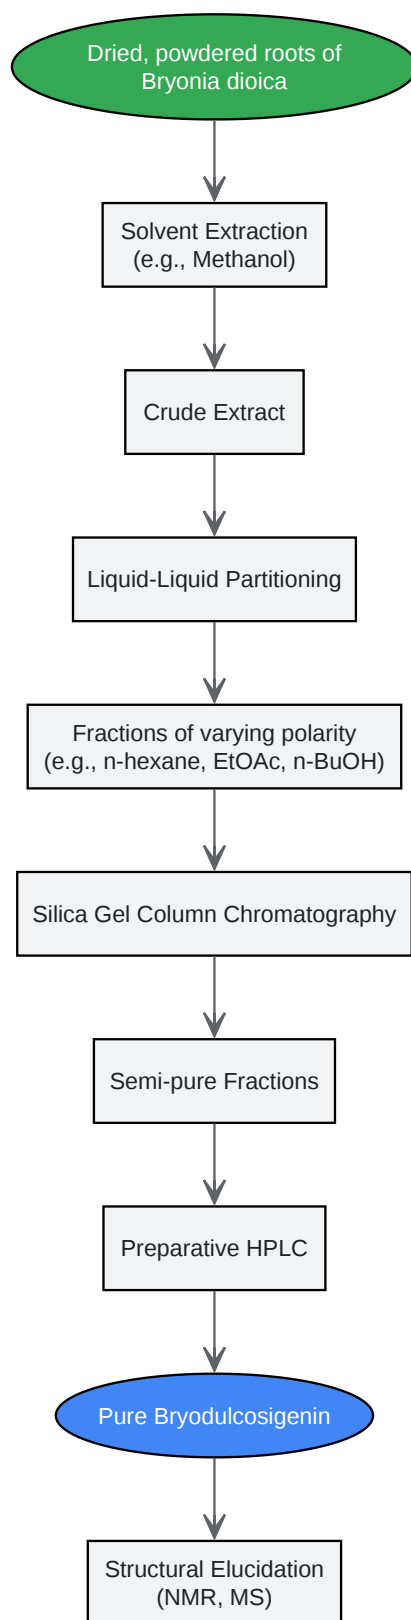 Dried, powdered roots of
Bryonia dioica
Solvent Extraction
(e.g., Methanol)
Crude Extract
Liquid-Liquid Partitioning
Fractions of varying polarity
(e.g., n-hexane, EtOAc, n-BuOH)
Silica Gel Column Chromatography
Semi-pure Fractions
Preparative HPLC
Pure Bryodulcosigenin
Structural Elucidation
(NMR, MS)